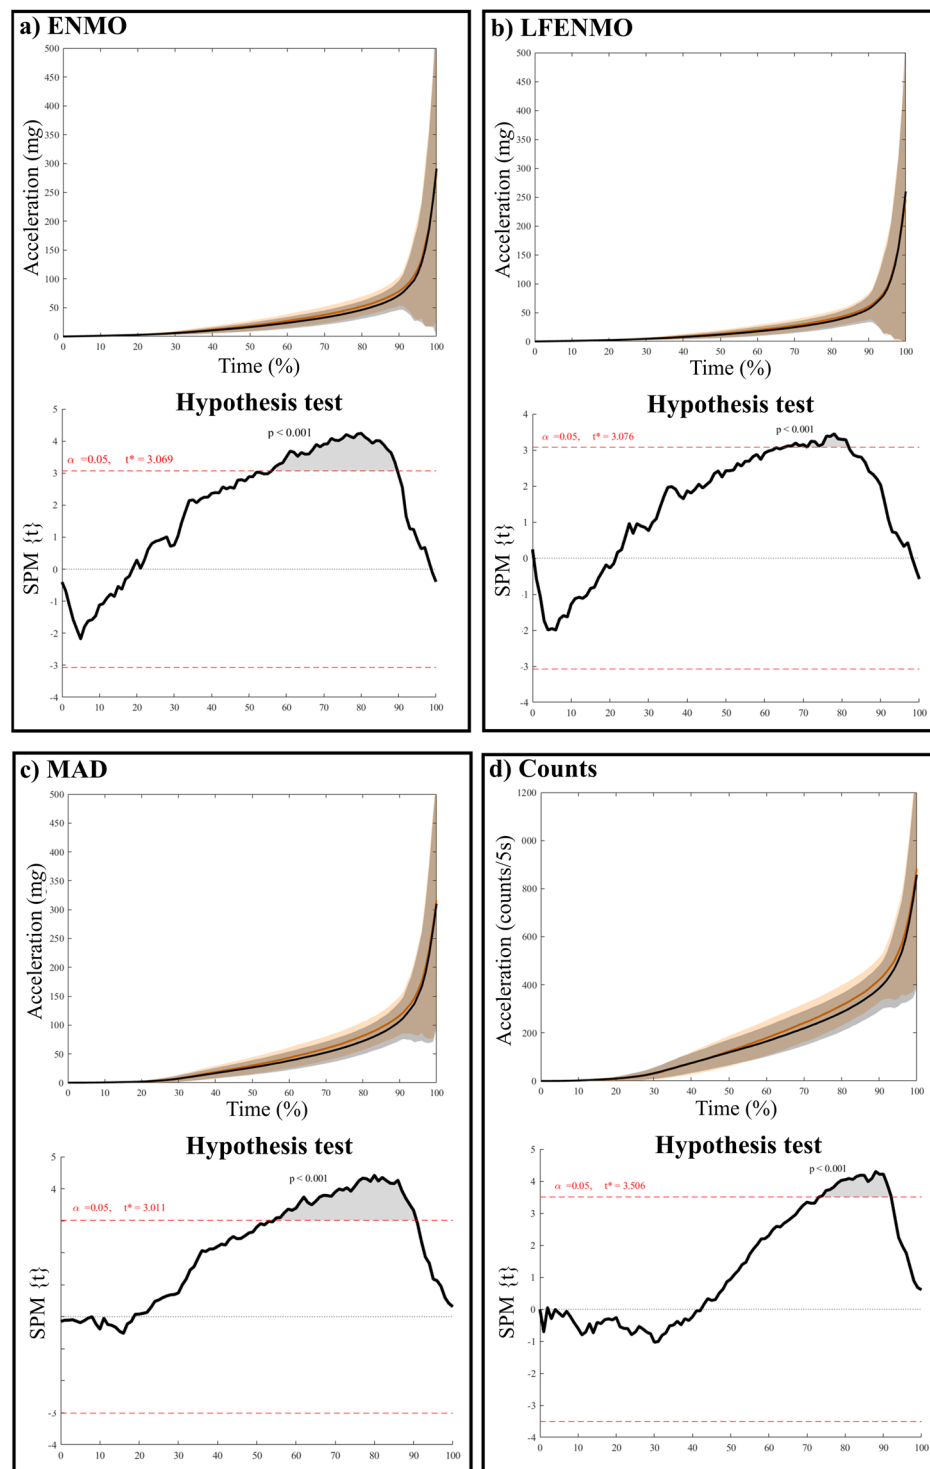 a) ENMO
500
450
400
350
300
250
200
150
100
50
0
Acceleration (mg)
0 10 20 30 40 50 60 70 80 90 100
Time (%)
Hypothesis test
5
4
3
2
1
0
-1
-2
-3
-4
SPM {t}
p < 0.001
α =0.05, t* = 3.069
0 10 20 30 40 50 60 70 80 90 100
b) LFENMO
500
450
400
350
300
250
200
150
100
50
0
Acceleration (mg)
0 10 20 30 40 50 60 70 80 90 100
Time (%)
Hypothesis test
4
3
2
1
0
-1
-2
-3
-4
SPM {t}
p < 0.001
α =0.05, t* = 3.076
0 10 20 30 40 50 60 70 80 90 100
c) MAD
500
450
400
350
300
250
200
150
100
50
0
Acceleration (mg)
0 10 20 30 40 50 60 70 80 90 100
Time (%)
Hypothesis test
5
4
-3
-4
SPM {t}
p < 0.001
α =0.05, t* = 3.011
0 10 20 30 40 50 60 70 80 90 100
d) Counts
1200
000
800
600
400
200
0
Acceleration (counts/5s)
0 10 20 30 40 50 60 70 80 90 100
Time (%)
Hypothesis test
5
4
3
2
1
0
-1
-3
-4
SPM {t}
p < 0.001
α =0.05, t* = 3.506
0 10 20 30 40 50 60 70 80 90 100